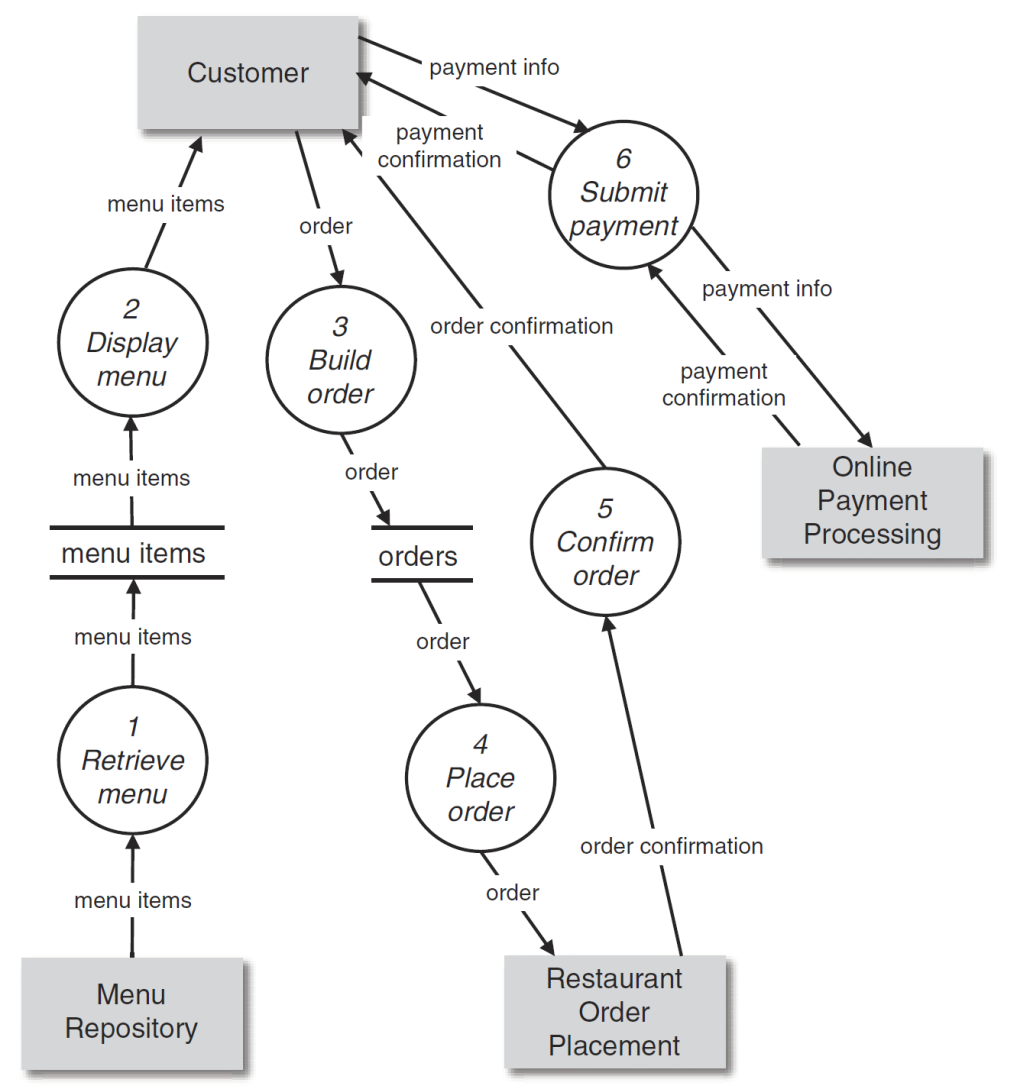 Customer
payment info
payment
confirmation
6
Submit
payment
menu items
order
payment info
2
Display
menu
3
Build
order
order confirmation
payment
confirmation
menu items
order
Online
Payment
Processing
5
Confirm
order
menu items
orders
menu items
order
1
Retrieve
menu
4
Place
order
order confirmation
menu items
order
Menu
Repository
Restaurant
Order
Placement